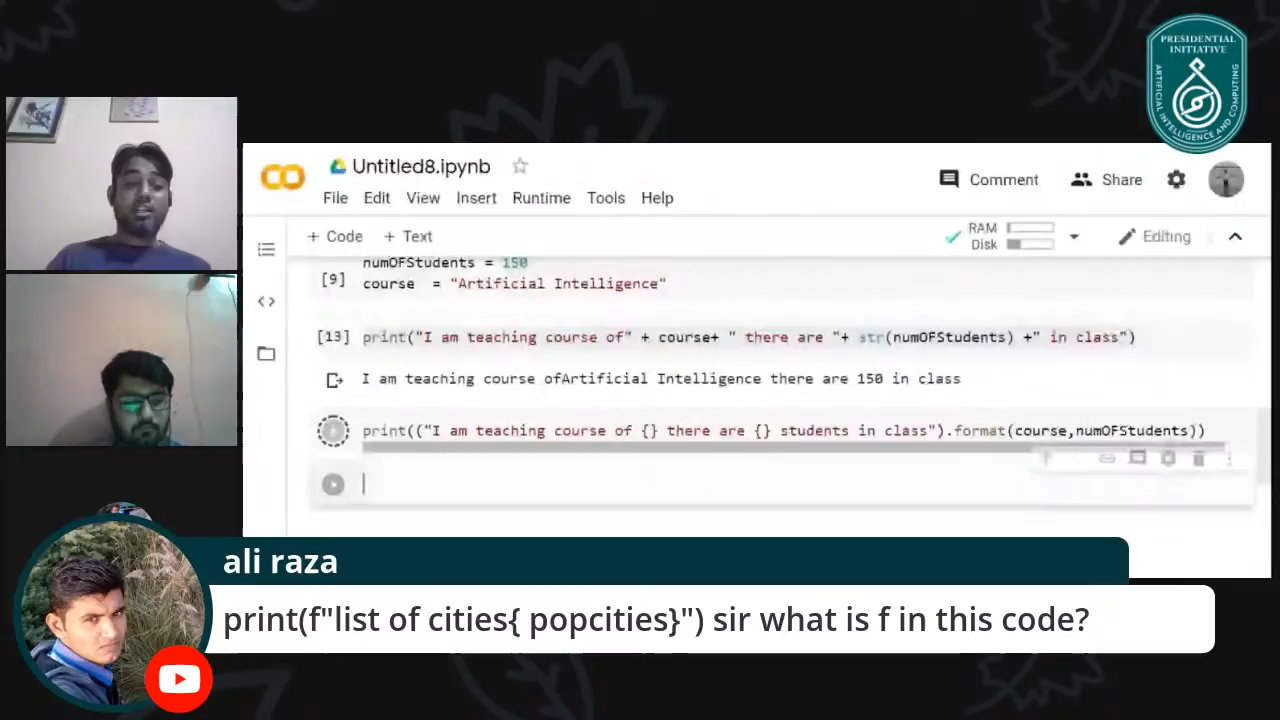 PRESIDENTIAL
INITIATIVE
ARTIFICIAL INTELLIGENCE AND COMPUTING
Untitled8.ipynb
Comment
Share
File Edit View Insert Runtime Tools Help
+ Code + Text
RAM
Disk
Editing
numOFStudents = 150
[9] course = "Artificial Intelligence"
[13] print("I am teaching course of" + course+ " there are "+ str(numOFStudents) +" in class")
I am teaching course ofArtificial Intelligence there are 150 in class
print(("I am teaching course of {} there are {} students in class").format(course,numOFStudents))
ali raza
print(f"list of cities{ popcities}") sir what is f in this code?